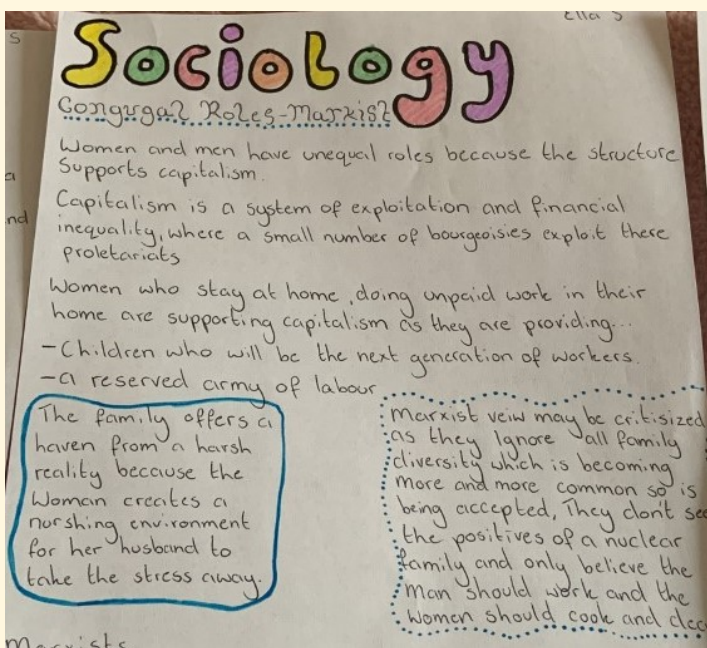 Ella S
Sociology
Congugal Roles-Marxist
Women and men have unequal roles because the structure
Supports capitalism.
Capitalism is a system of exploitation and financial
inequality, where a small number of bourgeoisies exploit there
proletariats
Women who stay at home, doing unpaid work in their
home are supporting capitalism as they are providing...
-Children who will be the next generation of workers.
-a reserved army of labour
The family offers a
haven from a harsh
reality because the
Woman creates a
nurshing environment
for her husband to
take the stress away.
Marxist veiw may be critisized
as they Ignore all family
diversity which is becoming
more and more common so is
being accepted, They don't see
the positives of a nuclear
family and only believe the
man should work and the
women should cook and
Marxists
s
a
nd